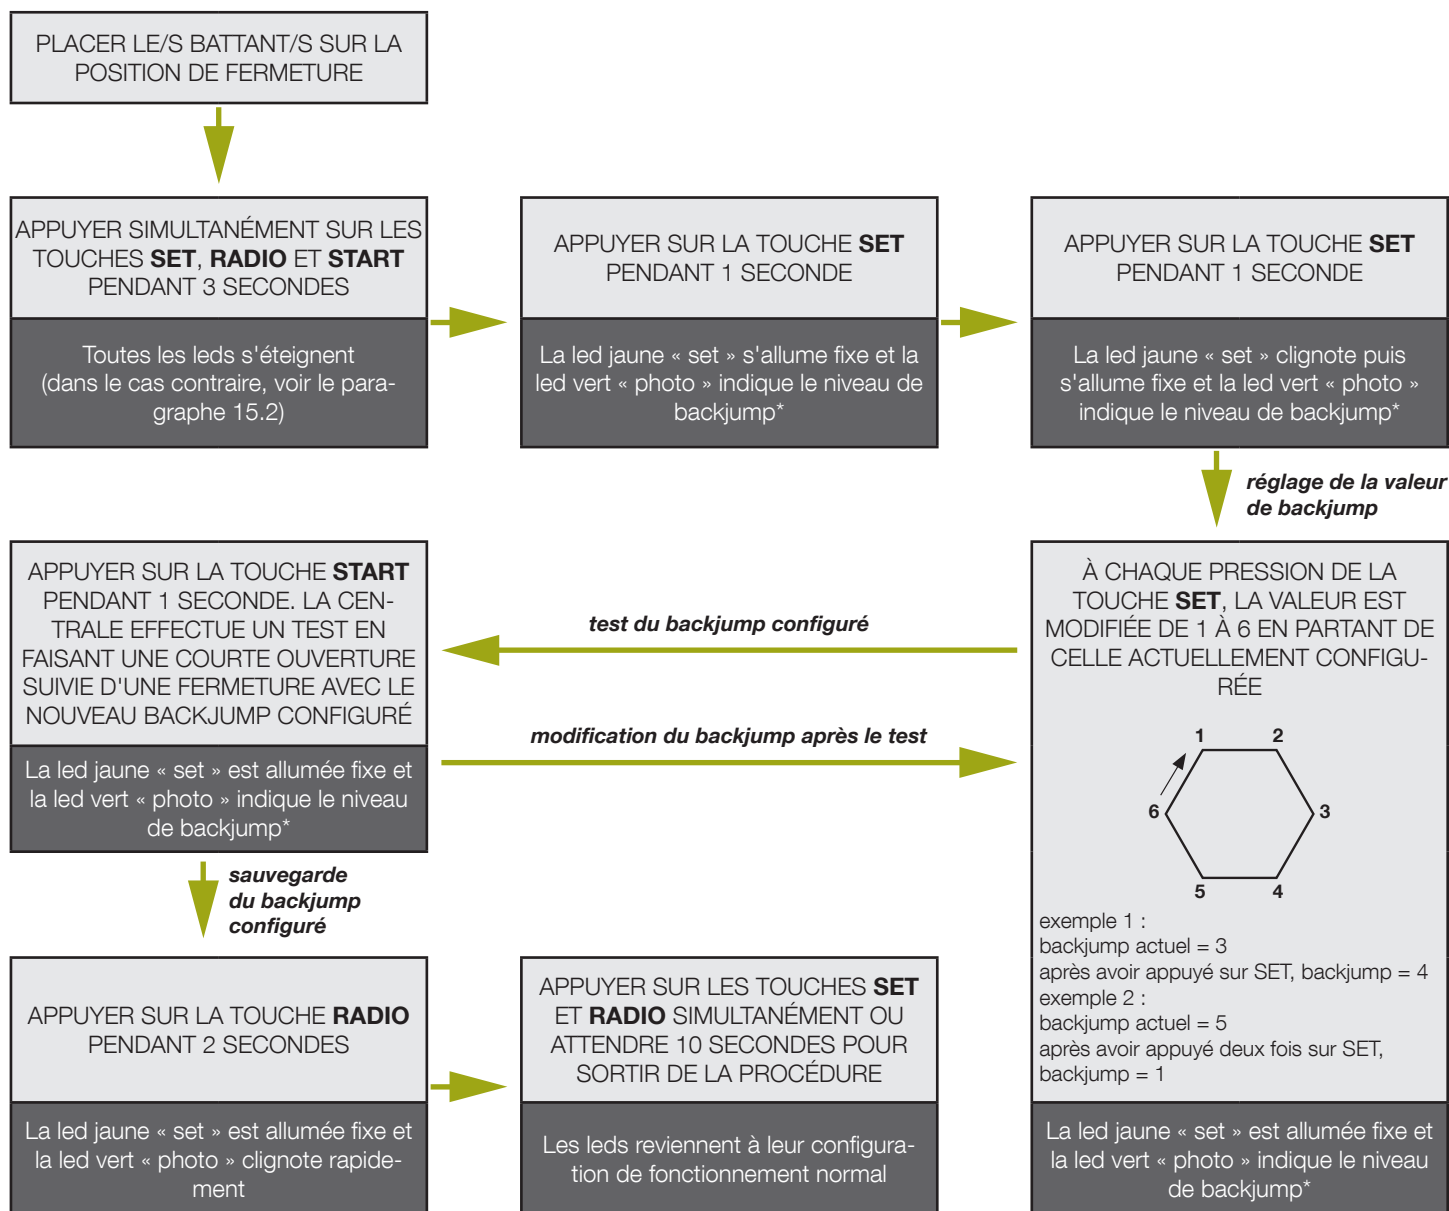 PLACER LE/S BATTANT/S SUR LA
POSITION DE FERMETURE
APPUYER SIMULTANÉMENT SUR LES
TOUCHES SET, RADIO ET START
PENDANT 3 SECONDES
Toutes les leds s'éteignent
(dans le cas contraire, voir le para-
graphe 15.2)
APPUYER SUR LA TOUCHE SET
PENDANT 1 SECONDE
La led jaune « set » s'allume fixe et la
led vert « photo » indique le niveau de
backjump*
APPUYER SUR LA TOUCHE SET
PENDANT 1 SECONDE
La led jaune « set » clignote puis
s'allume fixe et la led vert « photo »
indique le niveau de backjump*
réglage de la valeur
de backjump
À CHAQUE PRESSION DE LA
TOUCHE SET, LA VALEUR EST
MODIFIÉE DE 1 À 6 EN PARTANT DE
CELLE ACTUELLEMENT CONFIGU-
RÉE
1 2
6 3
5 4
exemple 1 :
backjump actuel = 3
après avoir appuyé sur SET, backjump = 4
exemple 2 :
backjump actuel = 5
après avoir appuyé deux fois sur SET,
backjump = 1
La led jaune « set » est allumée fixe et
la led vert « photo » indique le niveau
de backjump*
test du backjump configuré
modification du backjump après le test
APPUYER SUR LA TOUCHE START
PENDANT 1 SECONDE. LA CEN-
TRALE EFFECTUE UN TEST EN
FAISANT UNE COURTE OUVERTURE
SUIVIE D'UNE FERMETURE AVEC LE
NOUVEAU BACKJUMP CONFIGURÉ
La led jaune « set » est allumée fixe et
la led vert « photo » indique le niveau
de backjump*
sauvegarde
du backjump
configuré
APPUYER SUR LA TOUCHE RADIO
PENDANT 2 SECONDES
La led jaune « set » est allumée fixe et
la led vert « photo » clignote rapide-
ment
APPUYER SUR LES TOUCHES SET
ET RADIO SIMULTANÉMENT OU
ATTENDRE 10 SECONDES POUR
SORTIR DE LA PROCÉDURE
Les leds reviennent à leur configura-
tion de fonctionnement normal